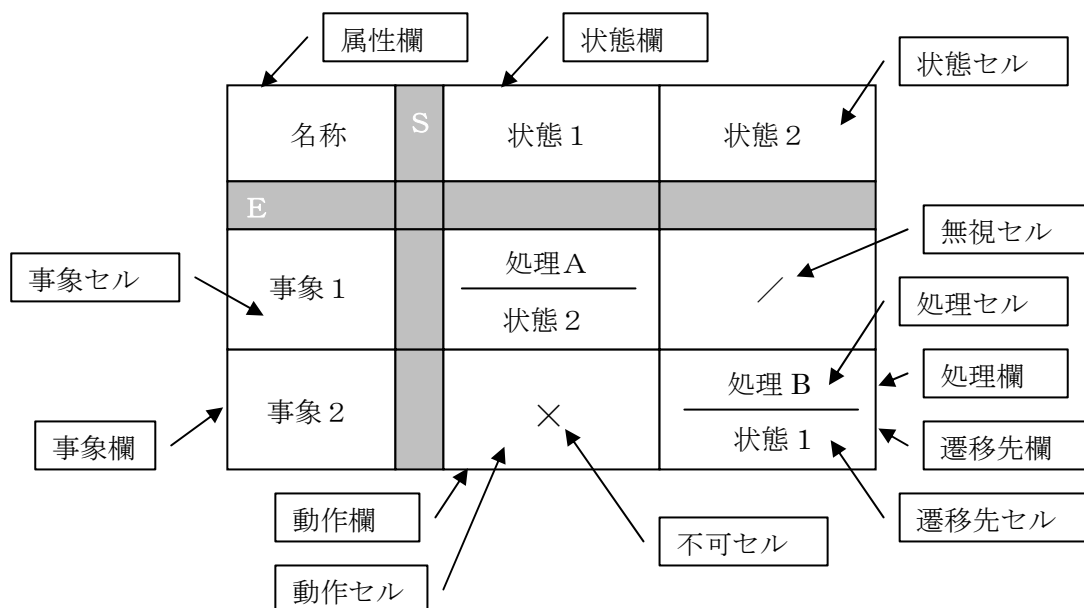 属性欄
状態欄
状態セル
名称
S
状態1
状態2
E
無視セル
事象セル
事象1
処理A
状態2
／
処理セル
事象欄
事象2
×
処理 B
状態1
処理欄
遷移先欄
動作欄
動作セル
不可セル
遷移先セル